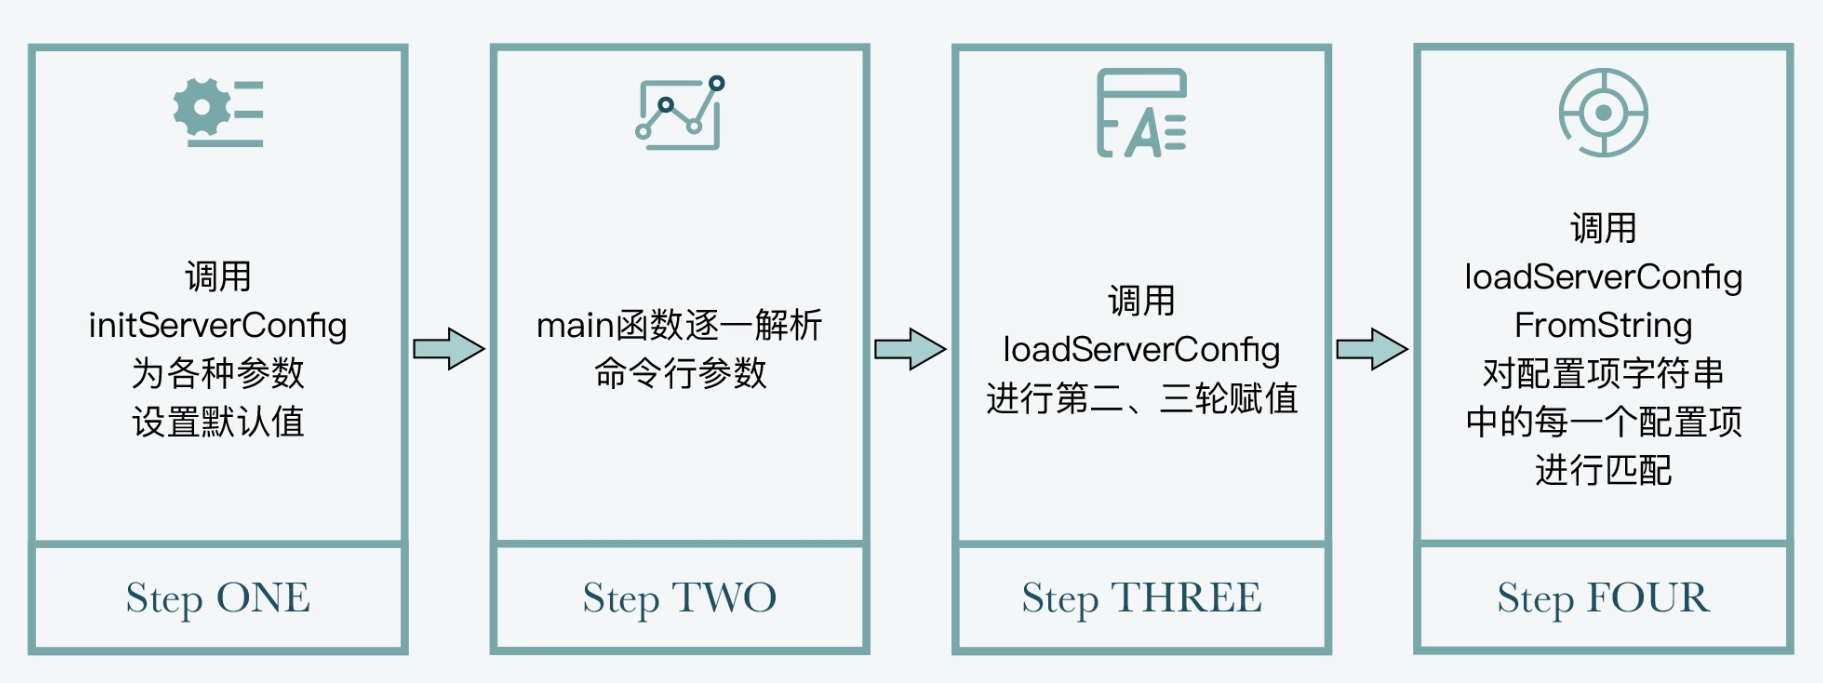 调用
initServerConfig
为各种参数
设置默认值
Step ONE
main函数逐一解析
命令行参数
Step TWO
调用
loadServerConfig
进行第二、三轮赋值
Step THREE
调用
loadServerConfig
FromString
对配置项字符串
中的每一个配置项
进行匹配
Step FOUR